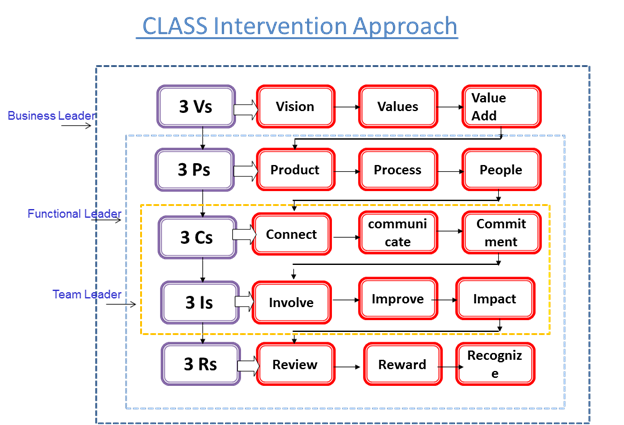 CLASS Intervention Approach
Business Leader
3 Vs
Vision
Values
Value
Add
3 Ps
Product
Process
People
Functional Leader
3 Cs
Connect
communi
cate
Commit
ment
Team Leader
3 Is
Involve
Improve
Impact
3 Rs
Review
Reward
Recogniz
e